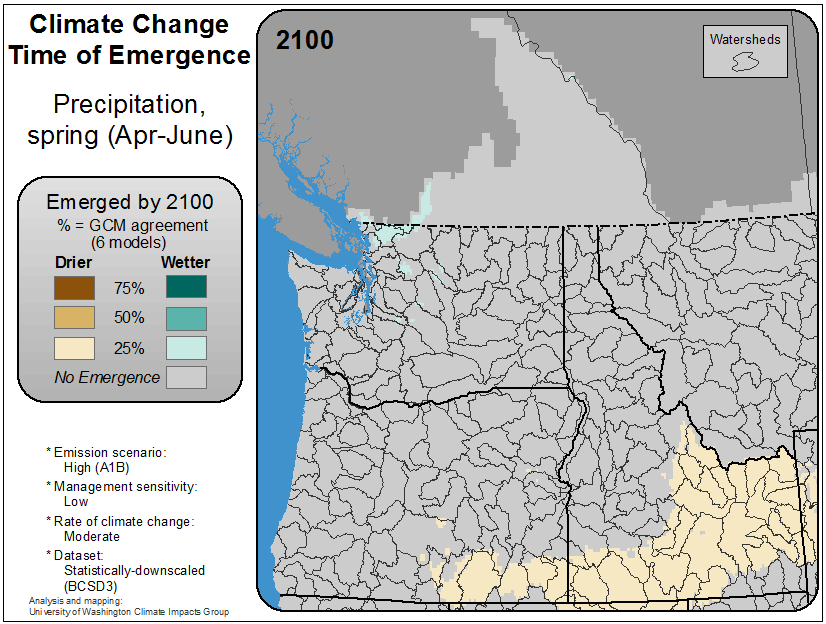 Climate Change
Time of Emergence
Precipitation,
spring (Apr-June)
Emerged by 2100
% = GCM agreement
(6 models)
Drier Wetter
75%
50%
25%
No Emergence
* Emission scenario:
High (A1B)
* Management sensitivity:
Low
* Rate of climate change:
Moderate
* Dataset:
Statistically-downscaled
(BCSD3)
Analysis and mapping:
University of Washington Climate Impacts Group
2100
Watersheds